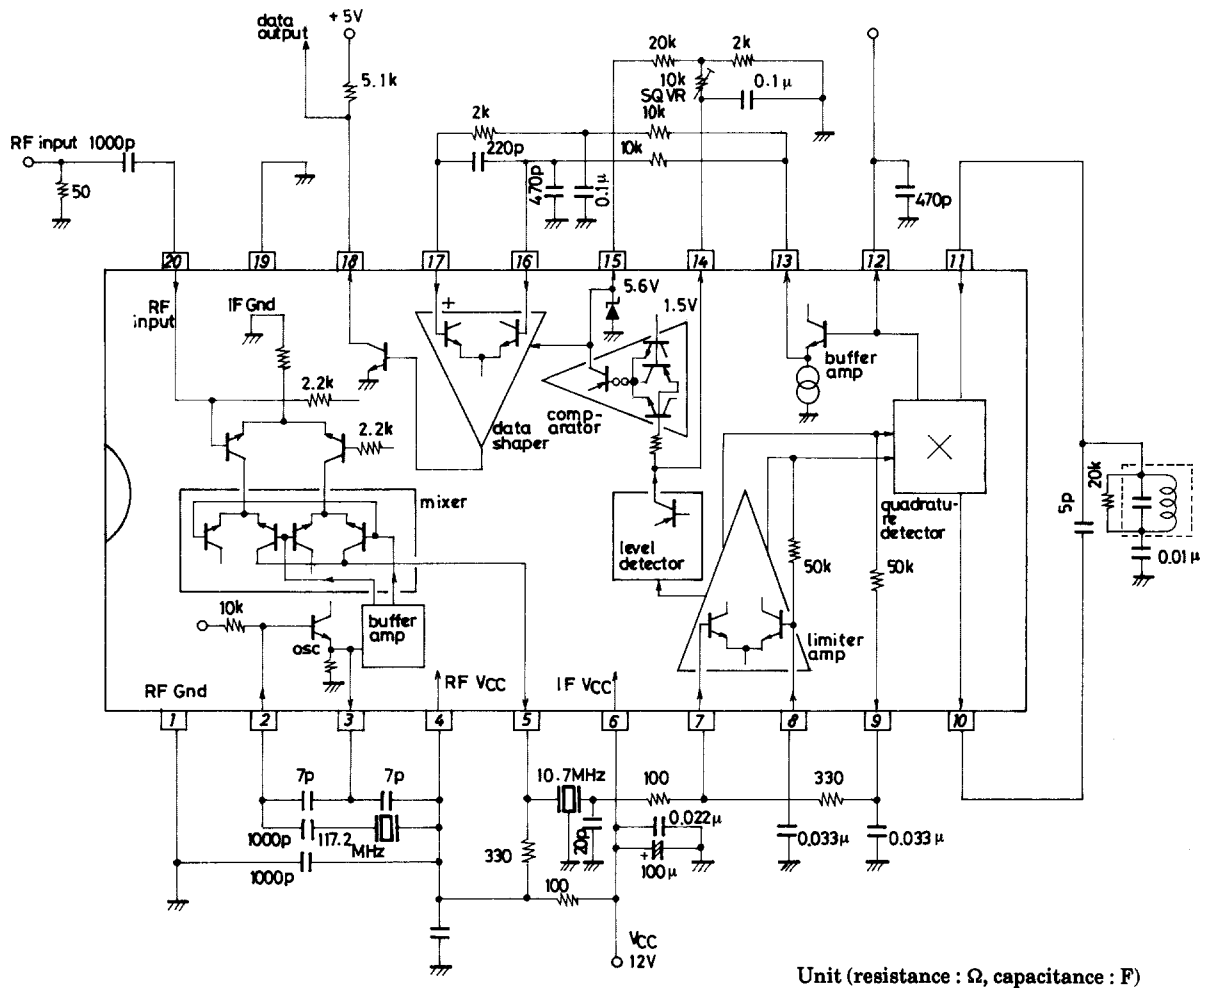 data
output
+5V
5.1k
RF input
1000p
50
20k
2k
10k
SQ VR
0.1μ
2k
10k
220p
10k
470p
0.1μ
470p
20
19
18
17
16
15
14
13
12
11
RF
input
IF Gnd
+
5.6V
1.5V
buffer
amp
2.2k
2.2k
data
shaper
comp-
arator
mixer
level
detector
quadratu-
re
detector
20k
5p
0.01μ
50k
50k
10k
osc
buffer
amp
limiter
amp
RF Gnd
RF VCC
IF VCC
1
2
3
4
5
6
7
8
9
10
7p
7p
1000p
117.2
MHz
1000p
10.7MHz
100
330
20p
0.022μ
+
100μ
0.033μ
0.033μ
330
100
VCC
12V
Unit (resistance : Ω, capacitance : F)